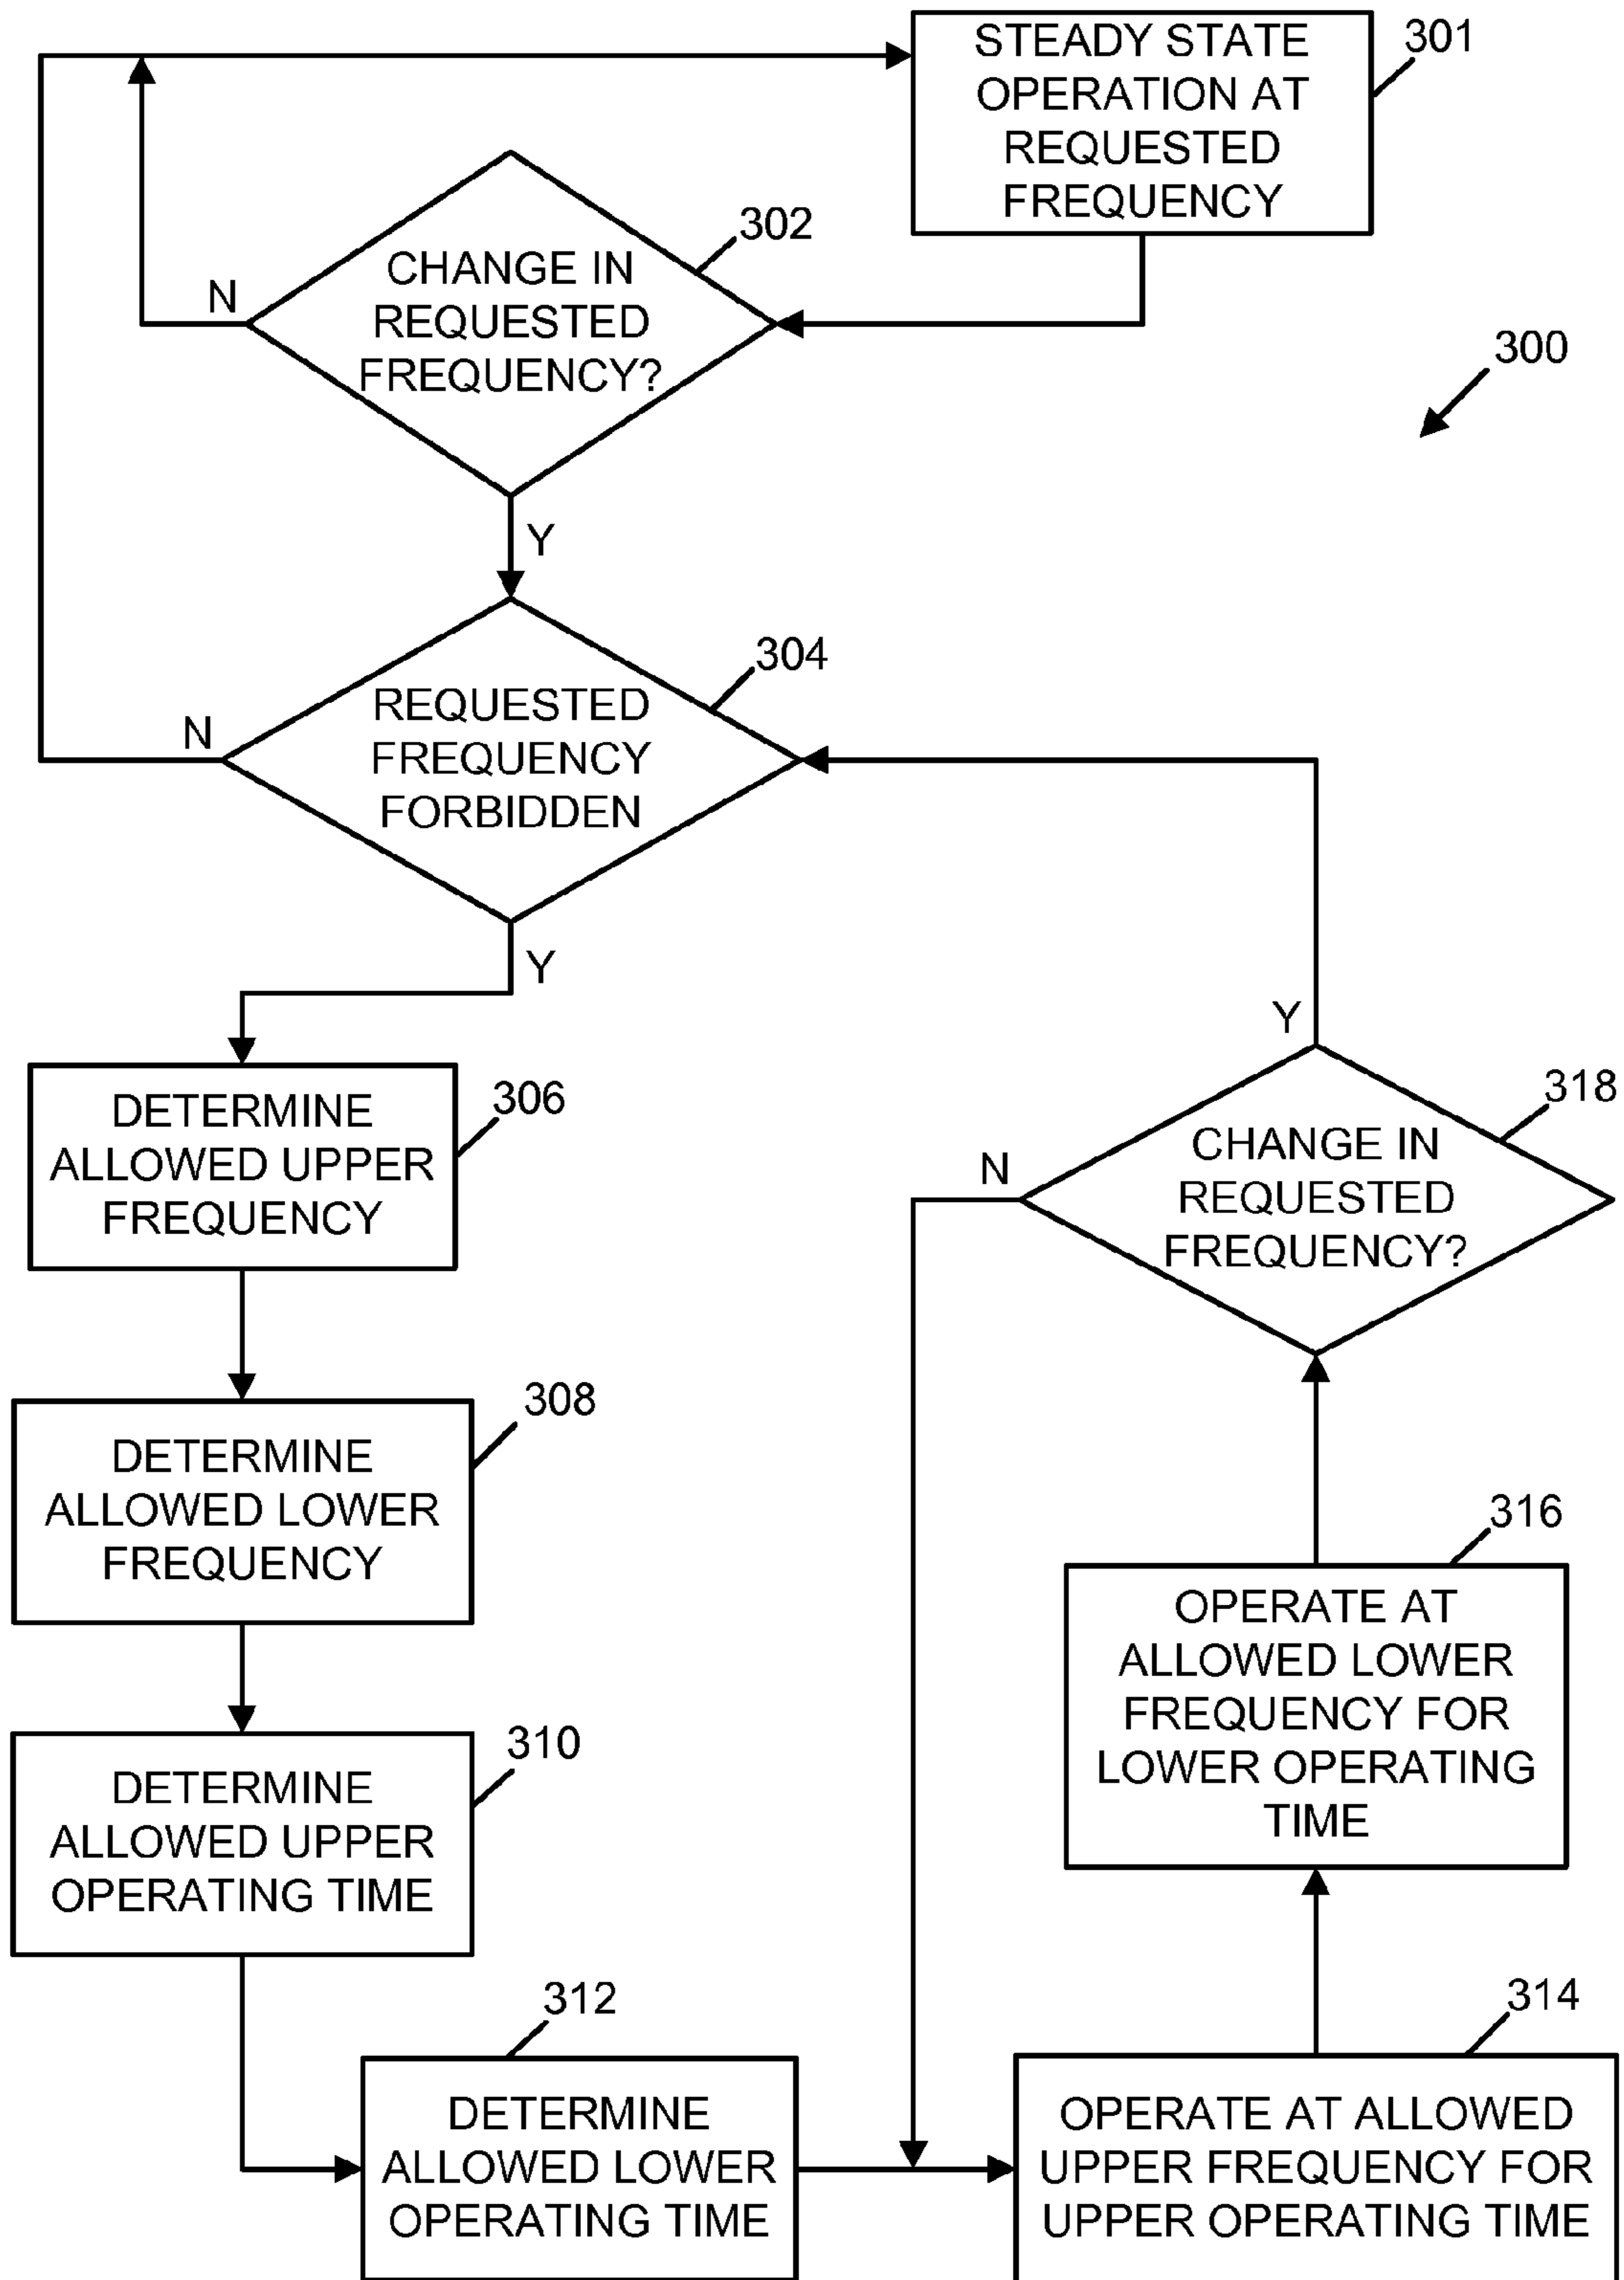 STEADY STATE
OPERATION AT
REQUESTED
FREQUENCY
301
302
CHANGE IN
REQUESTED
FREQUENCY?
N
Y
300
304
REQUESTED
FREQUENCY
FORBIDDEN
N
Y
DETERMINE
ALLOWED UPPER
FREQUENCY
306
DETERMINE
ALLOWED LOWER
FREQUENCY
308
DETERMINE
ALLOWED UPPER
OPERATING TIME
310
312
DETERMINE
ALLOWED LOWER
OPERATING TIME
314
OPERATE AT ALLOWED
UPPER FREQUENCY FOR
UPPER OPERATING TIME
316
OPERATE AT
ALLOWED LOWER
FREQUENCY FOR
LOWER OPERATING
TIME
318
CHANGE IN
REQUESTED
FREQUENCY?
N
Y